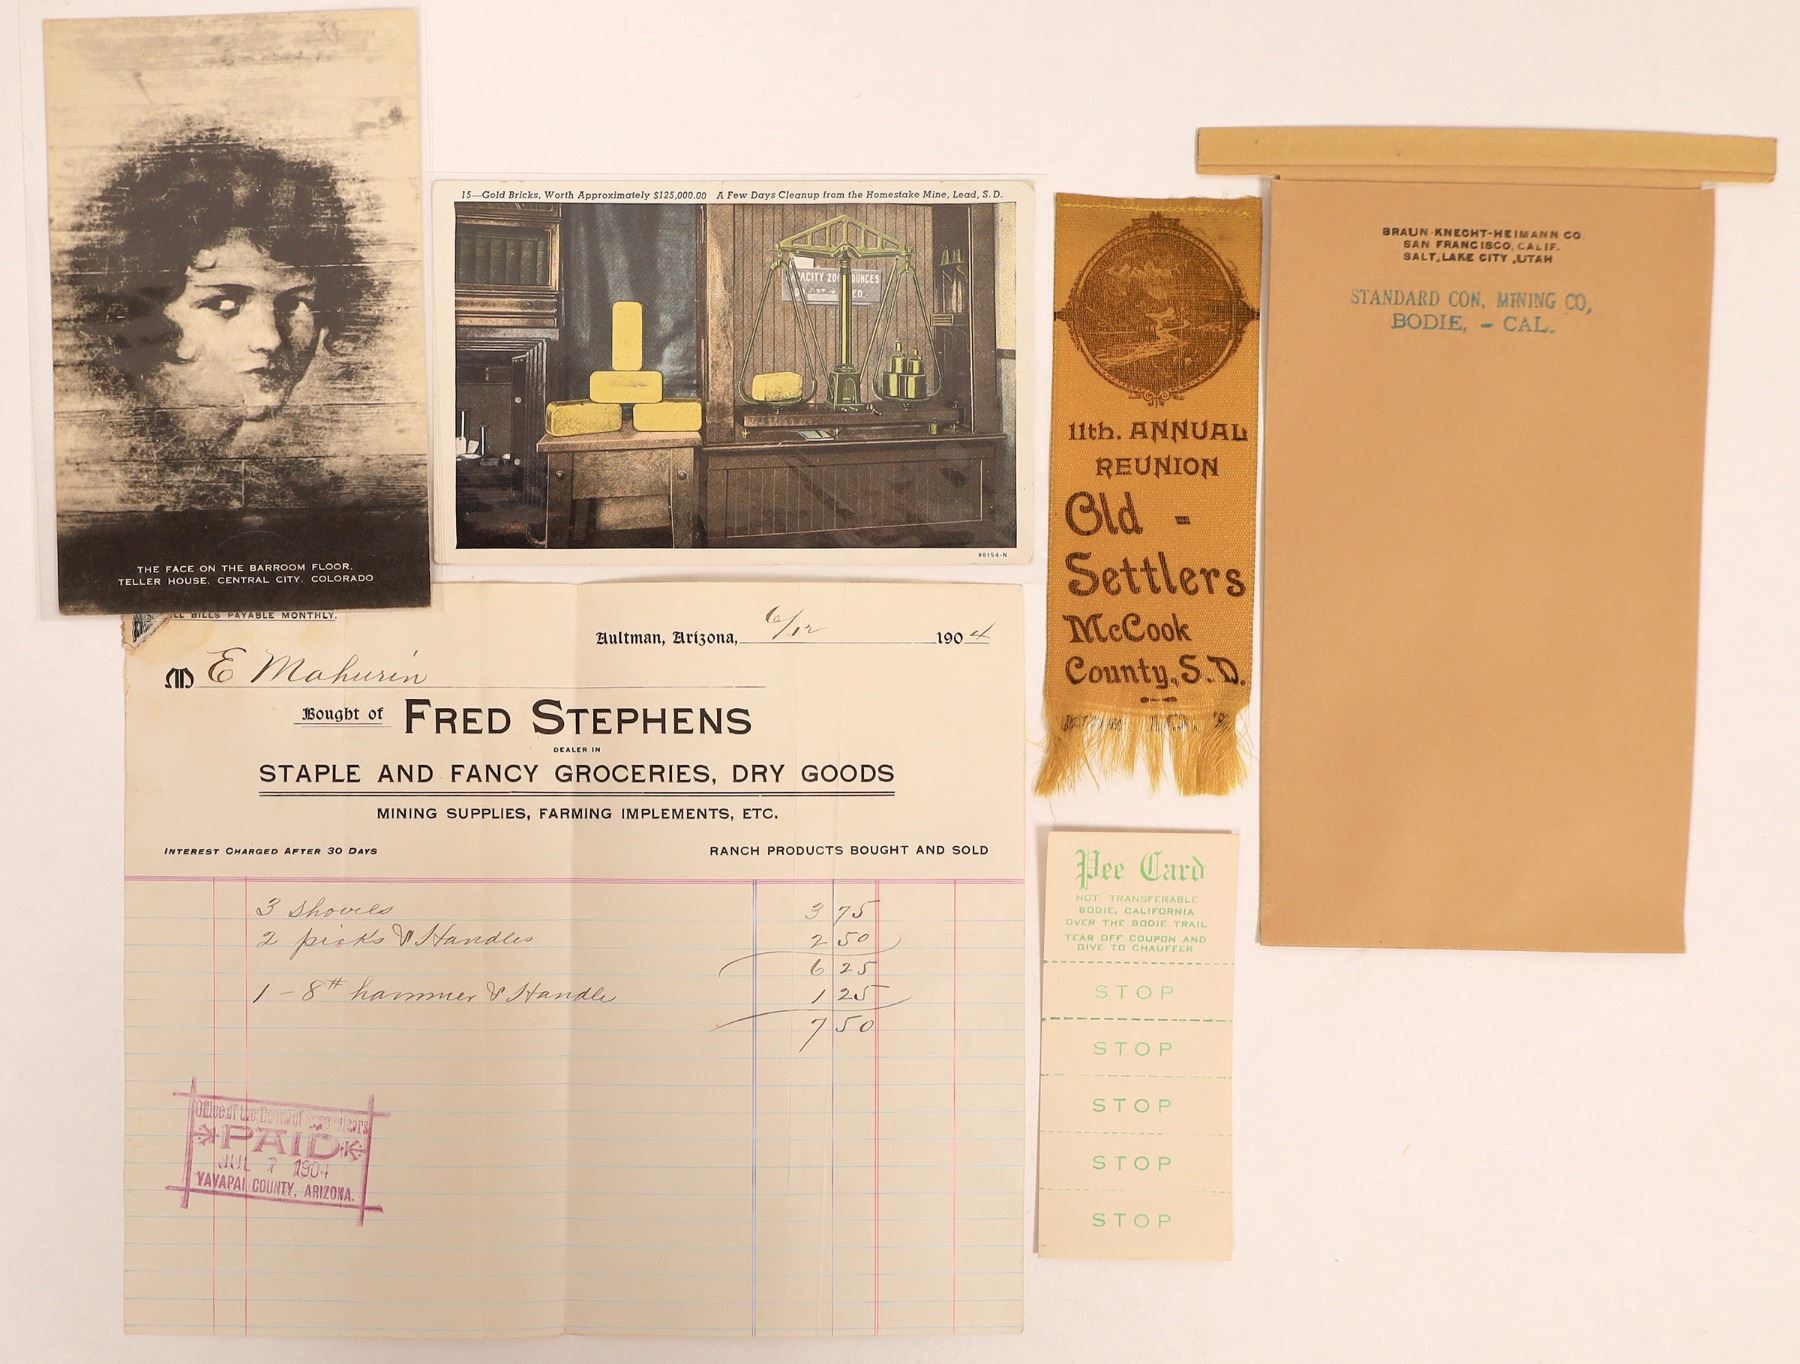 THE FACE ON THE BARROOM FLOOR.
TELLER HOUSE, CENTRAL CITY, COLORADO
15—Gold Bricks, Worth Approximately $125,000.00 A Few Days Cleanup from the Homestake Mine, Lead, S. D.
98154-N
BILLS PAYABLE MONTHLY.
Aultman, Arizona, 6/12 1904
M E Mahurin
Bought of FRED STEPHENS
DEALER IN
STAPLE AND FANCY GROCERIES, DRY GOODS
MINING SUPPLIES, FARMING IMPLEMENTS, ETC.
INTEREST CHARGED AFTER 30 DAYS
RANCH PRODUCTS BOUGHT AND SOLD
3 Shovels 3 75
2 picks & Handles 2 50
6 25
1 - 8# hammer & Handle 1 25
7 50
Office of the
PAID
JUL 1904
YAVAPAI COUNTY, ARIZONA.
11th. ANNUAL
REUNION
Old -
Settlers
McCook
County, S. D.
BRAUN-KNECHT-HEIMANN CO.
SAN FRANCISCO, CALIF.
SALT, LAKE CITY ,UTAH
STANDARD CON, MINING CO,
BODIE, - CAL.
Pee Card
NOT TRANSFERABLE
BODIE, CALIFORNIA
OVER THE BODIE TRAIL
TEAR OFF COUPON AND
GIVE TO CHAUFFER
STOP
STOP
STOP
STOP
STOP